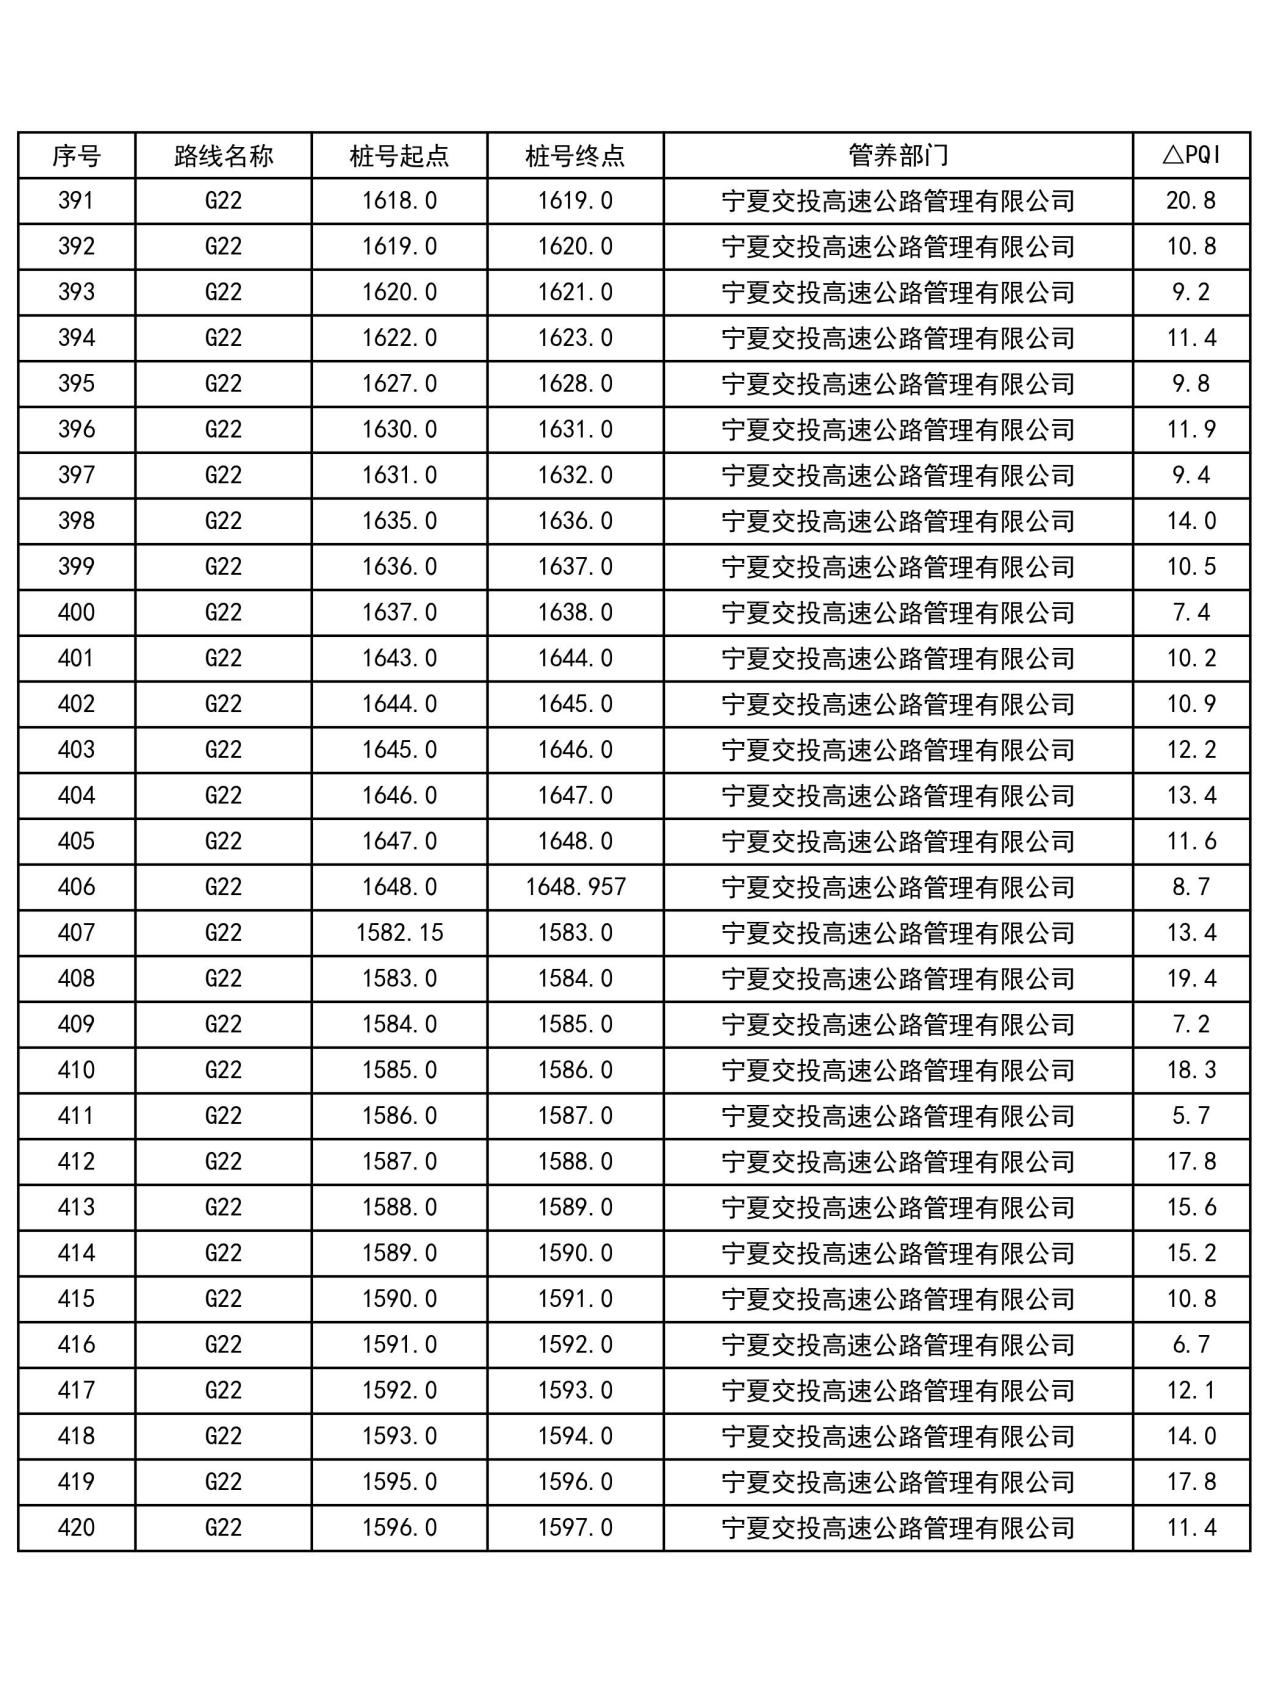 序号 路线名称 桩号起点 桩号终点 管养部门 △PQI
391 G22 1618.0 1619.0 宁夏交投高速公路管理有限公司 20.8
392 G22 1619.0 1620.0 宁夏交投高速公路管理有限公司 10.8
393 G22 1620.0 1621.0 宁夏交投高速公路管理有限公司 9.2
394 G22 1622.0 1623.0 宁夏交投高速公路管理有限公司 11.4
395 G22 1627.0 1628.0 宁夏交投高速公路管理有限公司 9.8
396 G22 1630.0 1631.0 宁夏交投高速公路管理有限公司 11.9
397 G22 1631.0 1632.0 宁夏交投高速公路管理有限公司 9.4
398 G22 1635.0 1636.0 宁夏交投高速公路管理有限公司 14.0
399 G22 1636.0 1637.0 宁夏交投高速公路管理有限公司 10.5
400 G22 1637.0 1638.0 宁夏交投高速公路管理有限公司 7.4
401 G22 1643.0 1644.0 宁夏交投高速公路管理有限公司 10.2
402 G22 1644.0 1645.0 宁夏交投高速公路管理有限公司 10.9
403 G22 1645.0 1646.0 宁夏交投高速公路管理有限公司 12.2
404 G22 1646.0 1647.0 宁夏交投高速公路管理有限公司 13.4
405 G22 1647.0 1648.0 宁夏交投高速公路管理有限公司 11.6
406 G22 1648.0 1648.957 宁夏交投高速公路管理有限公司 8.7
407 G22 1582.15 1583.0 宁夏交投高速公路管理有限公司 13.4
408 G22 1583.0 1584.0 宁夏交投高速公路管理有限公司 19.4
409 G22 1584.0 1585.0 宁夏交投高速公路管理有限公司 7.2
410 G22 1585.0 1586.0 宁夏交投高速公路管理有限公司 18.3
411 G22 1586.0 1587.0 宁夏交投高速公路管理有限公司 5.7
412 G22 1587.0 1588.0 宁夏交投高速公路管理有限公司 17.8
413 G22 1588.0 1589.0 宁夏交投高速公路管理有限公司 15.6
414 G22 1589.0 1590.0 宁夏交投高速公路管理有限公司 15.2
415 G22 1590.0 1591.0 宁夏交投高速公路管理有限公司 10.8
416 G22 1591.0 1592.0 宁夏交投高速公路管理有限公司 6.7
417 G22 1592.0 1593.0 宁夏交投高速公路管理有限公司 12.1
418 G22 1593.0 1594.0 宁夏交投高速公路管理有限公司 14.0
419 G22 1595.0 1596.0 宁夏交投高速公路管理有限公司 17.8
420 G22 1596.0 1597.0 宁夏交投高速公路管理有限公司 11.4